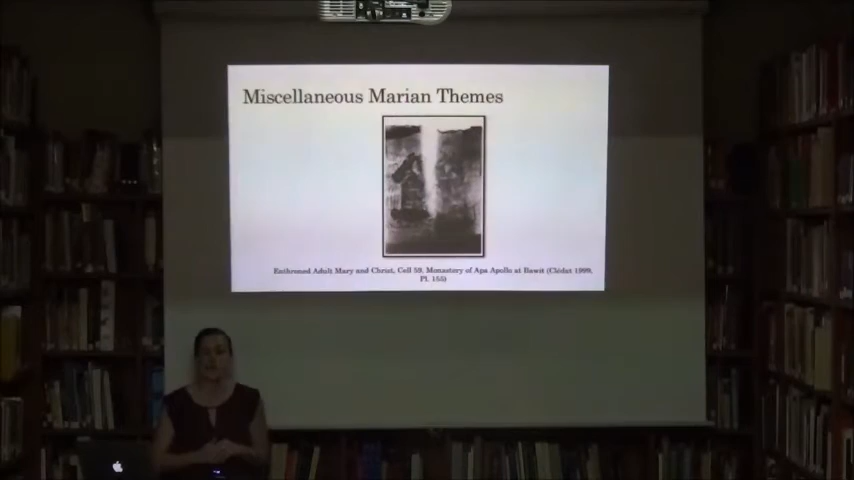 Miscellaneous Marian Themes
Enthroned Adult Mary and Christ, Cell 59, Monastery of Apa Apollo at Bawit (Clédat 1999,
Pl. 155)